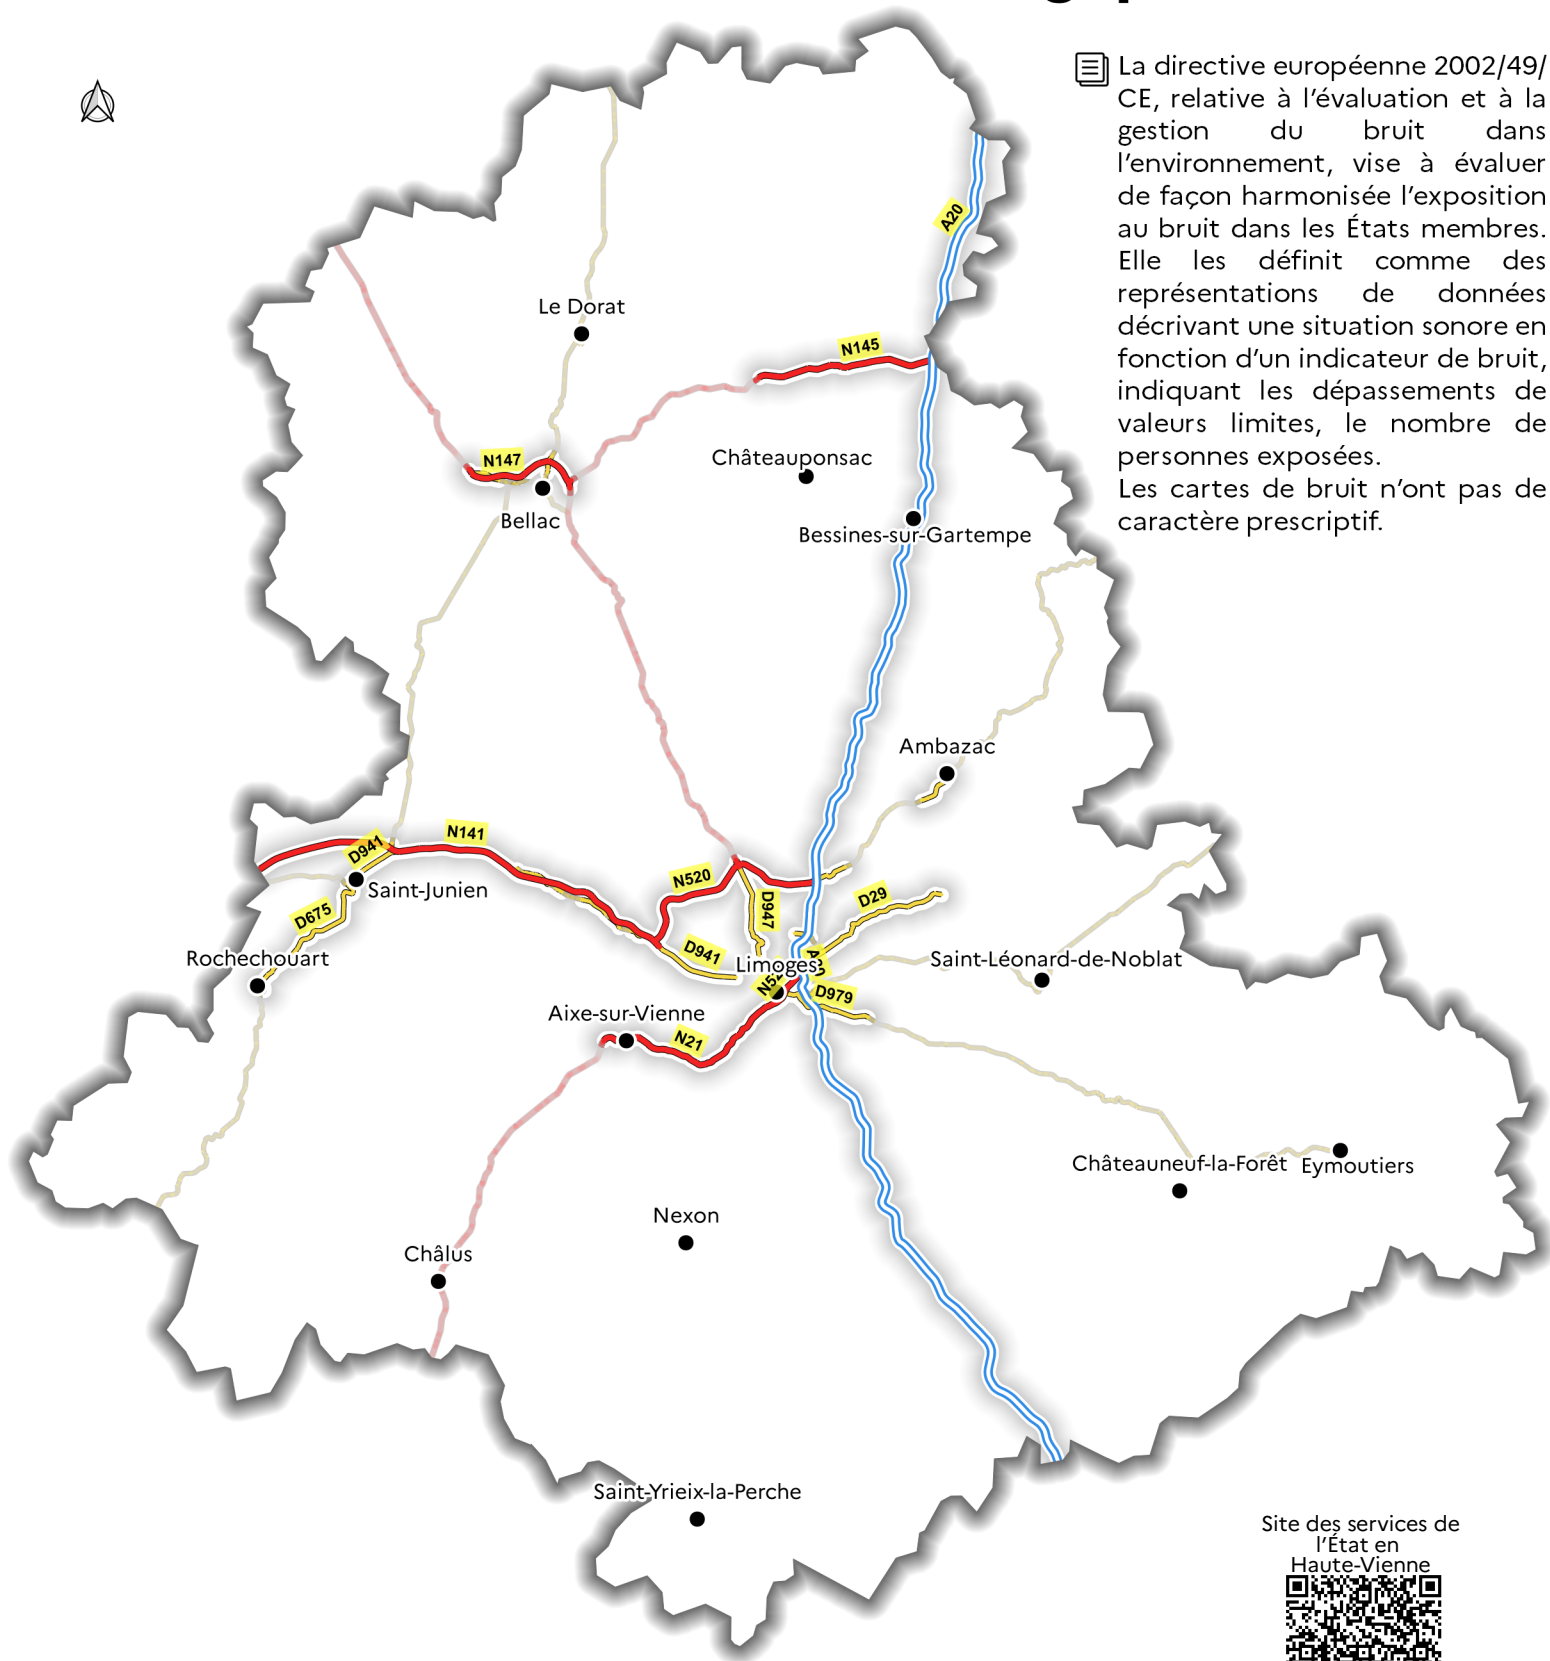 La directive européenne 2002/49/
CE, relative à l’évaluation et à la
gestion du bruit dans
l’environnement, vise à évaluer
de façon harmonisée l’exposition
au bruit dans les États membres.
Elle les définit comme des
représentations de données
décrivant une situation sonore en
fonction d’un indicateur de bruit,
indiquant les dépassements de
valeurs limites, le nombre de
personnes exposées.
Les cartes de bruit n’ont pas de
caractère prescriptif.
A20
Le Dorat
N145
N147
Châteauponsac
Bellac
Bessines-sur-Gartempe
Ambazac
N141
D941
Saint-Junien
N520
D947
D29
D675
D941
Rochechouart
Limoges
Saint-Léonard-de-Noblat
D979
Aixe-sur-Vienne
N21
Châteauneuf-la-Forêt
Eymoutiers
Nexon
Châlus
Saint-Yrieix-la-Perche
Site des services de
l’État en
Haute-Vienne